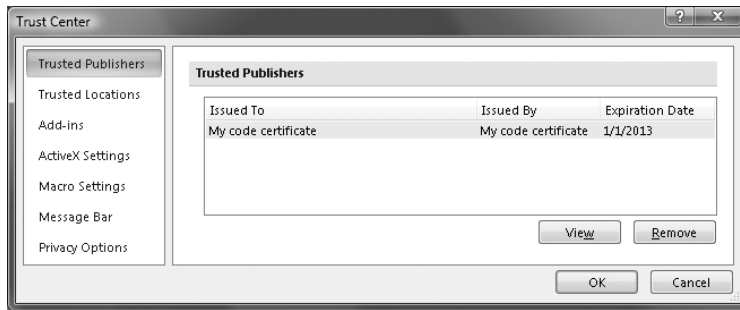 Trust Center
Trusted Publishers
Trusted Locations
Add-ins
ActiveX Settings
Macro Settings
Message Bar
Privacy Options
Trusted Publishers
Issued To Issued By Expiration Date
My code certificate My code certificate 1/1/2013
View Remove
OK Cancel